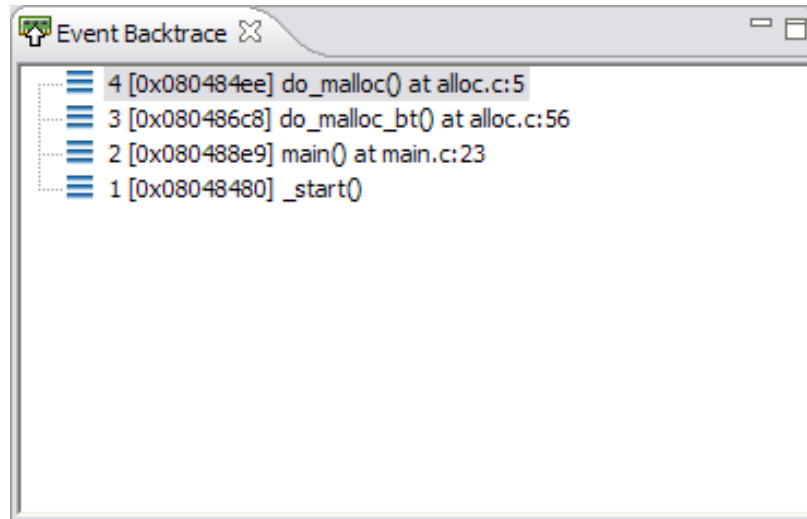 Event Backtrace
4 [0x080484ee] do_malloc() at alloc.c:5
3 [0x080486c8] do_malloc_bt() at alloc.c:56
2 [0x080488e9] main() at main.c:23
1 [0x08048480] _start()